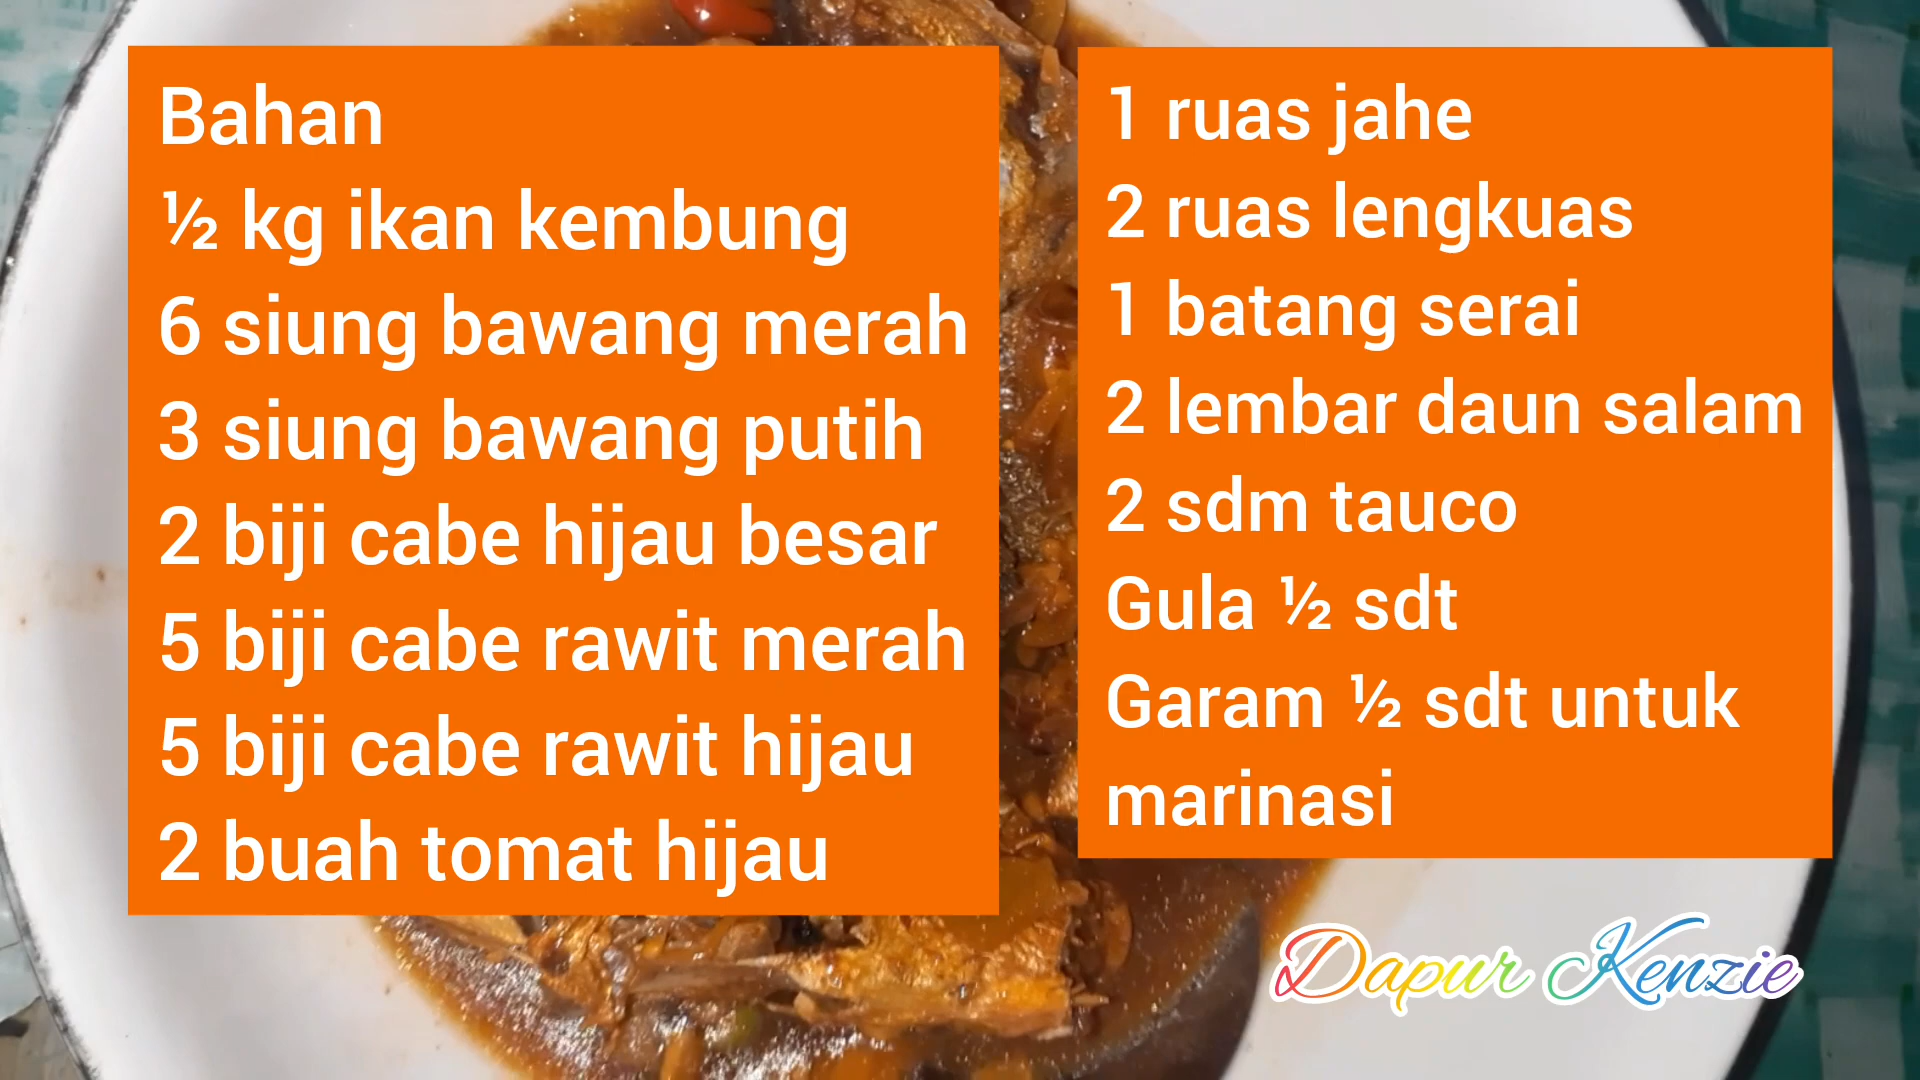 Bahan
½ kg ikan kembung
6 siung bawang merah
3 siung bawang putih
2 biji cabe hijau besar
5 biji cabe rawit merah
5 biji cabe rawit hijau
2 buah tomat hijau
1 ruas jahe
2 ruas lengkuas
1 batang serai
2 lembar daun salam
2 sdm tauco
Gula ½ sdt
Garam ½ sdt untuk
marinasi
Dapur Kenzie